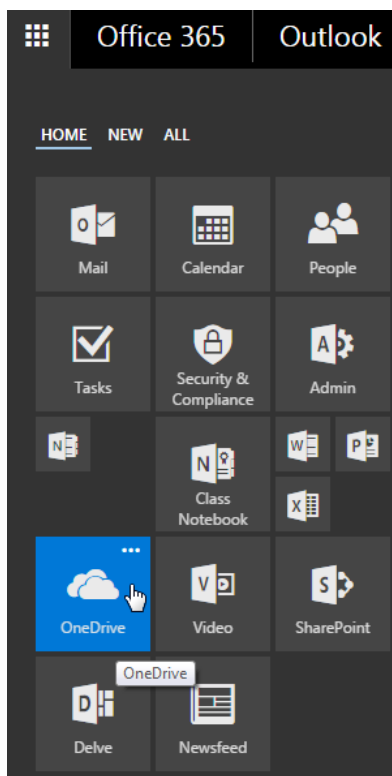 Office 365 Outlook
HOME NEW ALL
O
Mail Calendar People
A
Tasks Security & Admin
Compliance
N N W P
X
Class
Notebook
V S
OneDrive Video SharePoint
OneDrive
D
Delve Newsfeed